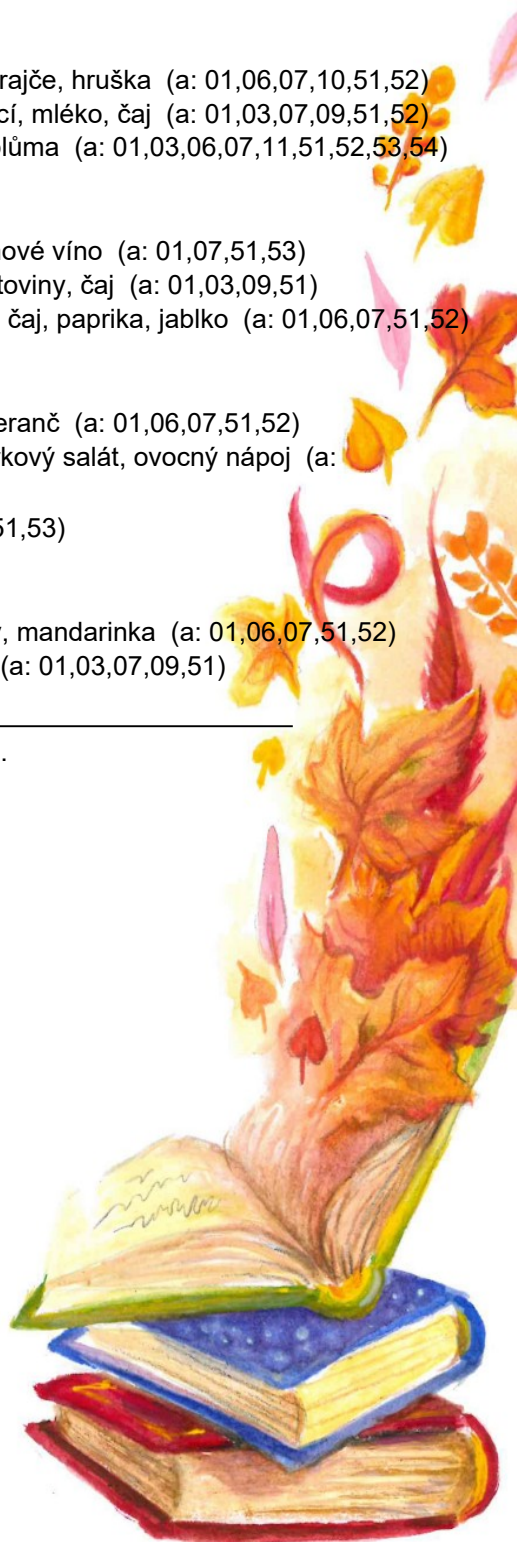 rajče, hruška (a: 01,06,07,10,51,52)
cí, mléko, čaj (a: 01,03,07,09,51,52)
lůma (a: 01,03,06,07,11,51,52,53,54)
nové víno (a: 01,07,51,53)
toviny, čaj (a: 01,03,09,51)
čaj, paprika, jablko (a: 01,06,07,51,52)
eranč (a: 01,06,07,51,52)
kový salát, ovocný nápoj (a:
51,53)
, mandarinka (a: 01,06,07,51,52)
(a: 01,03,07,09,51)
.